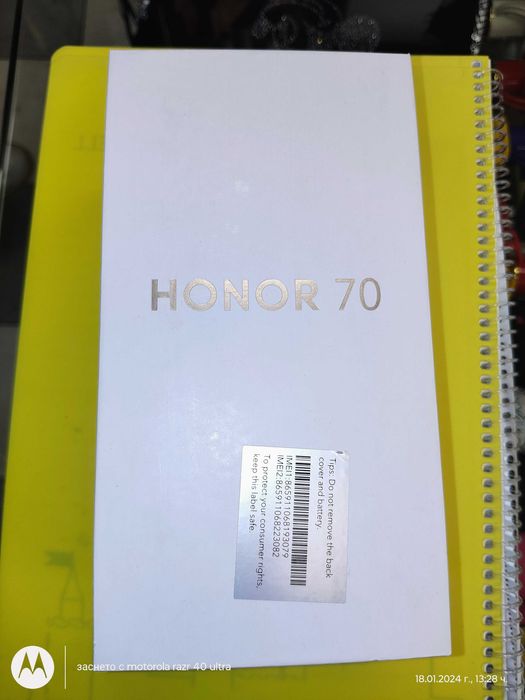 HONOR 70
Tips: Do not remove the back
cover and battery.
IMEI1:865911068193079
IMEI2:865911068223082
To protect your consumer rights,
keep this label safe.
заснето с motorola razr 40 ultra
18.01.2024 г., 13:28 ч.